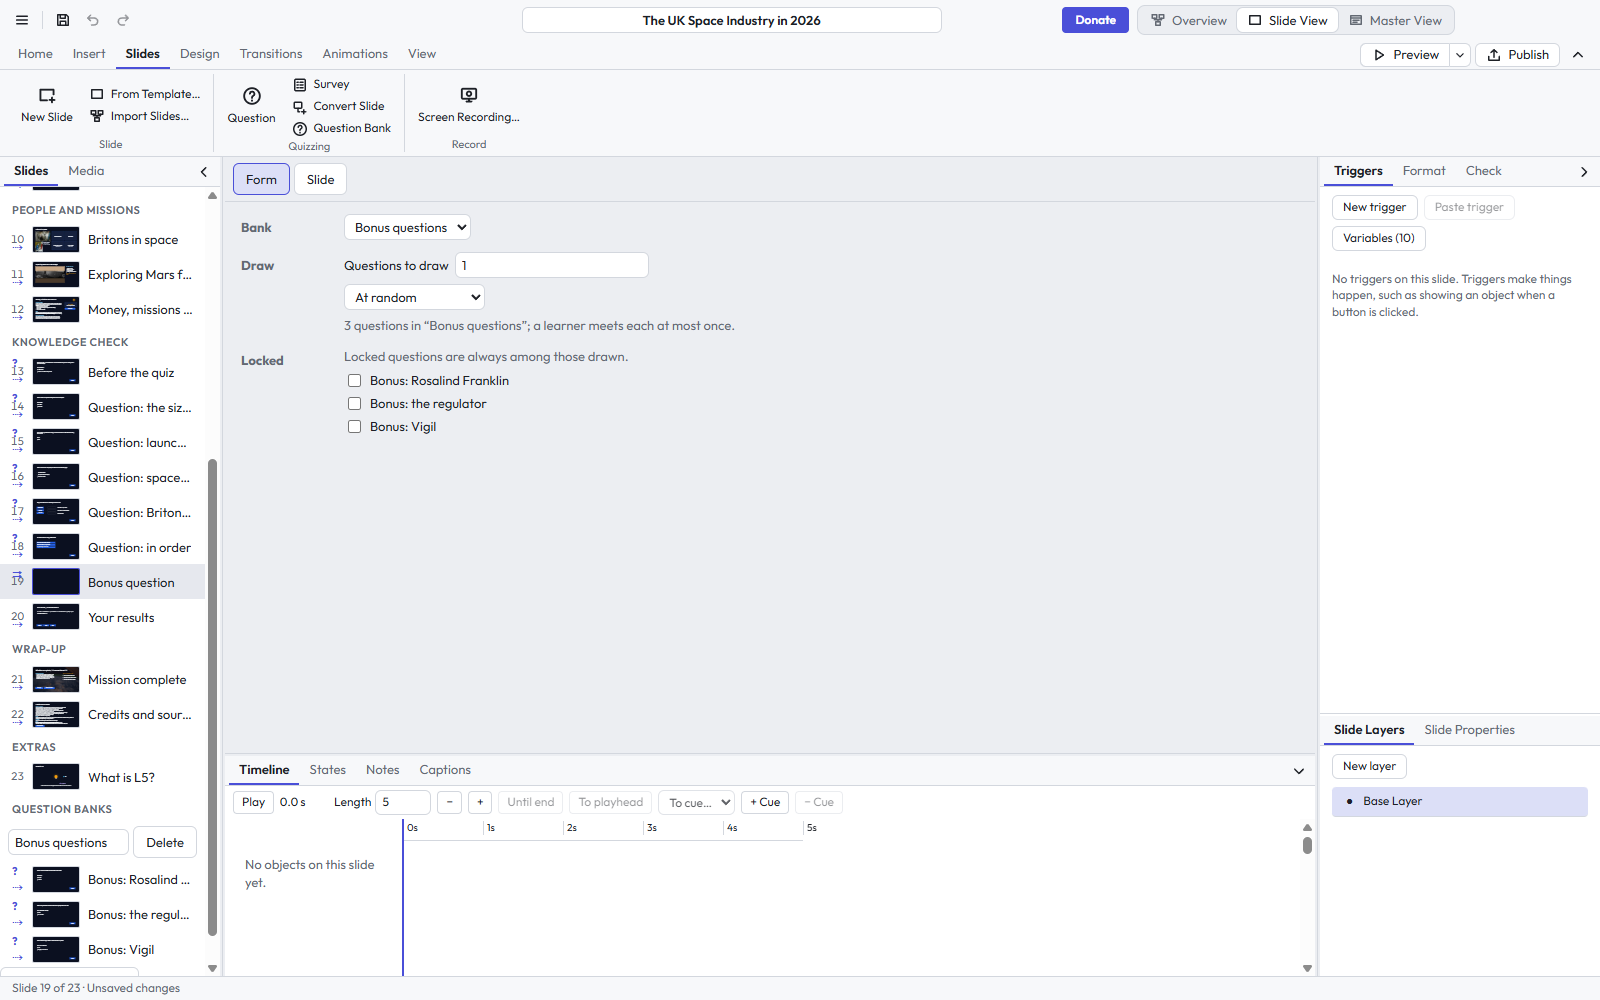 The UK Space Industry in 2026
Donate
Overview
Slide View
Master View
Home
Insert
Slides
Design
Transitions
Animations
View
Preview
Publish
New Slide
From Template...
Import Slides...
Slide
Question
Survey
Convert Slide
Question Bank
Quizzing
Screen Recording...
Record
Slides
Media
PEOPLE AND MISSIONS
10 Britons in space
11 Exploring Mars f...
12 Money, missions ...
KNOWLEDGE CHECK
? 13 Before the quiz
? 14 Question: the siz...
? 15 Question: launc...
? 16 Question: space...
? 17 Question: Briton...
? 18 Question: in order
19 Bonus question
20 Your results
WRAP-UP
21 Mission complete
22 Credits and sour...
EXTRAS
23 What is L5?
QUESTION BANKS
Bonus questions
Delete
? Bonus: Rosalind ...
? Bonus: the regul...
? Bonus: Vigil
Form
Slide
Bank
Bonus questions
Draw
Questions to draw 1
At random
3 questions in “Bonus questions”; a learner meets each at most once.
Locked
Locked questions are always among those drawn.
Bonus: Rosalind Franklin
Bonus: the regulator
Bonus: Vigil
Timeline
States
Notes
Captions
Play
0.0 s
Length 5
−
+
Until end
To playhead
To cue...
+ Cue
− Cue
0s
1s
2s
3s
4s
5s
No objects on this slide
yet.
Triggers
Format
Check
New trigger
Paste trigger
Variables (10)
No triggers on this slide. Triggers make things
happen, such as showing an object when a
button is clicked.
Slide Layers
Slide Properties
New layer
Base Layer
Slide 19 of 23 · Unsaved changes